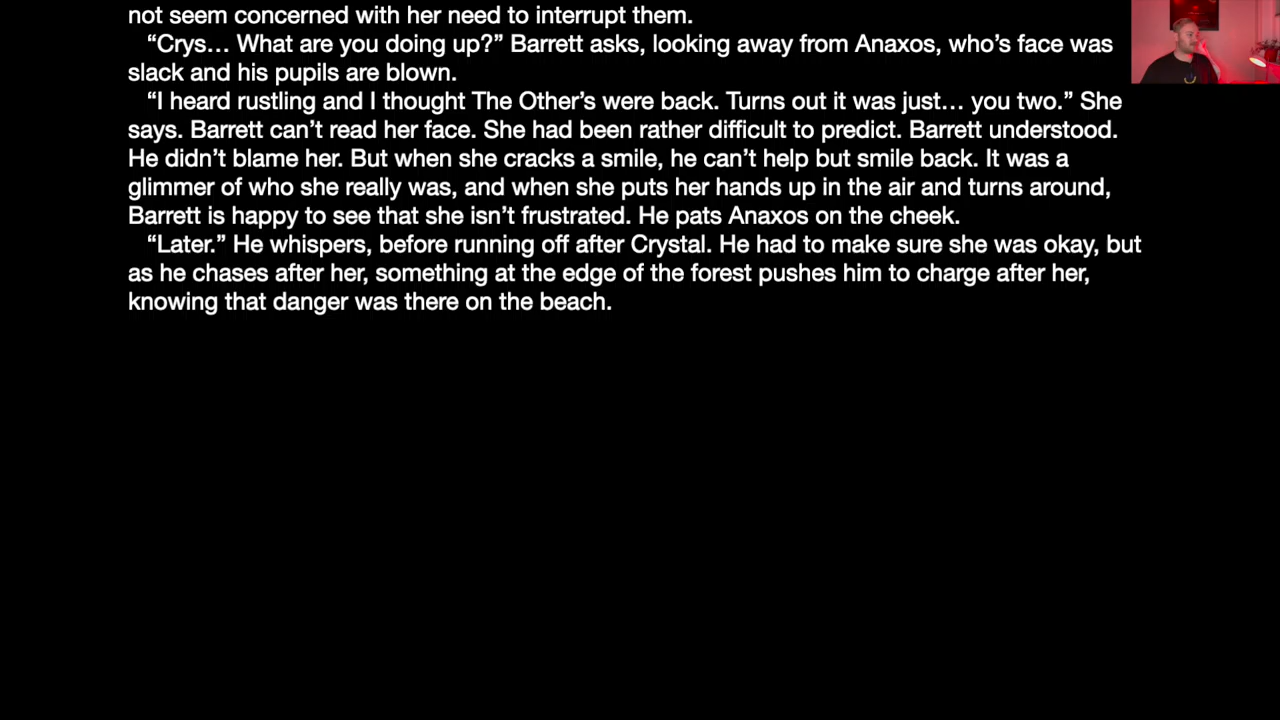 not seem concerned with her need to interrupt them.
“Crys… What are you doing up?” Barrett asks, looking away from Anaxos, who’s face was
slack and his pupils are blown.
“I heard rustling and I thought The Other’s were back. Turns out it was just… you two.” She
says. Barrett can’t read her face. She had been rather difficult to predict. Barrett understood.
He didn’t blame her. But when she cracks a smile, he can’t help but smile back. It was a
glimmer of who she really was, and when she puts her hands up in the air and turns around,
Barrett is happy to see that she isn’t frustrated. He pats Anaxos on the cheek.
“Later.” He whispers, before running off after Crystal. He had to make sure she was okay, but
as he chases after her, something at the edge of the forest pushes him to charge after her,
knowing that danger was there on the beach.